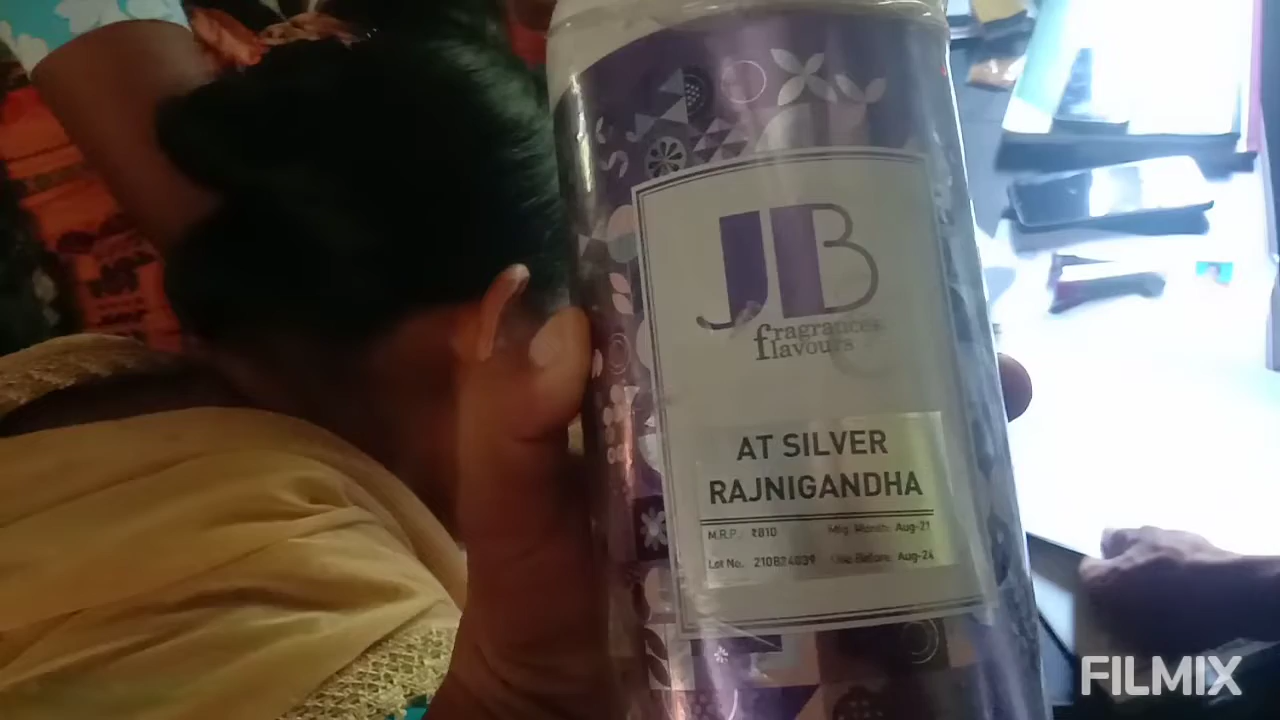 JB
fragrances
flavours
AT SILVER
RAJNIGANDHA
M.R.P. ₹810 Mfg. Month: Aug-21
Lot No. 210824039 Use Before: Aug-24
FILMIX